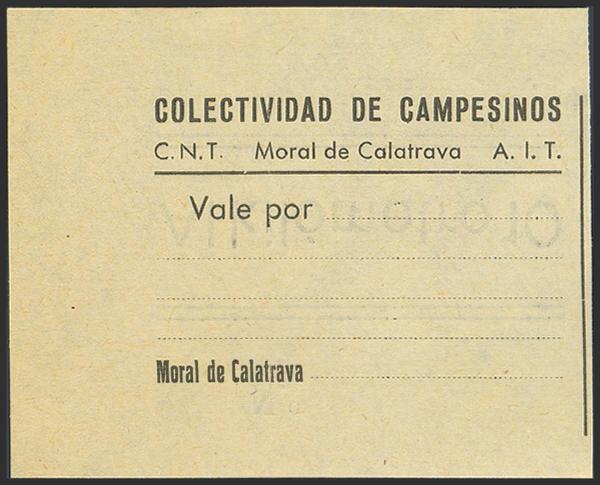 COLECTIVIDAD DE CAMPESINOS
C.N.T. Moral de Calatrava A. I. T.
Vale por
Moral de Calatrava